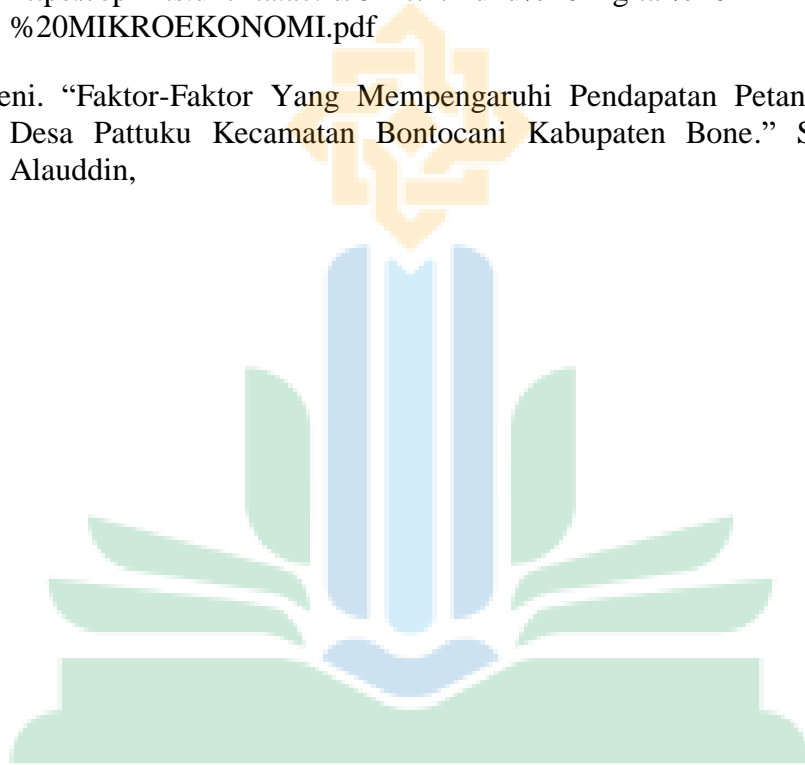 %20MIKROEKONOMI.pdf
eni. “Faktor-Faktor Yang Mempengaruhi Pendapatan Petan
Desa Pattuku Kecamatan Bontocani Kabupaten Bone.” S
Alauddin,